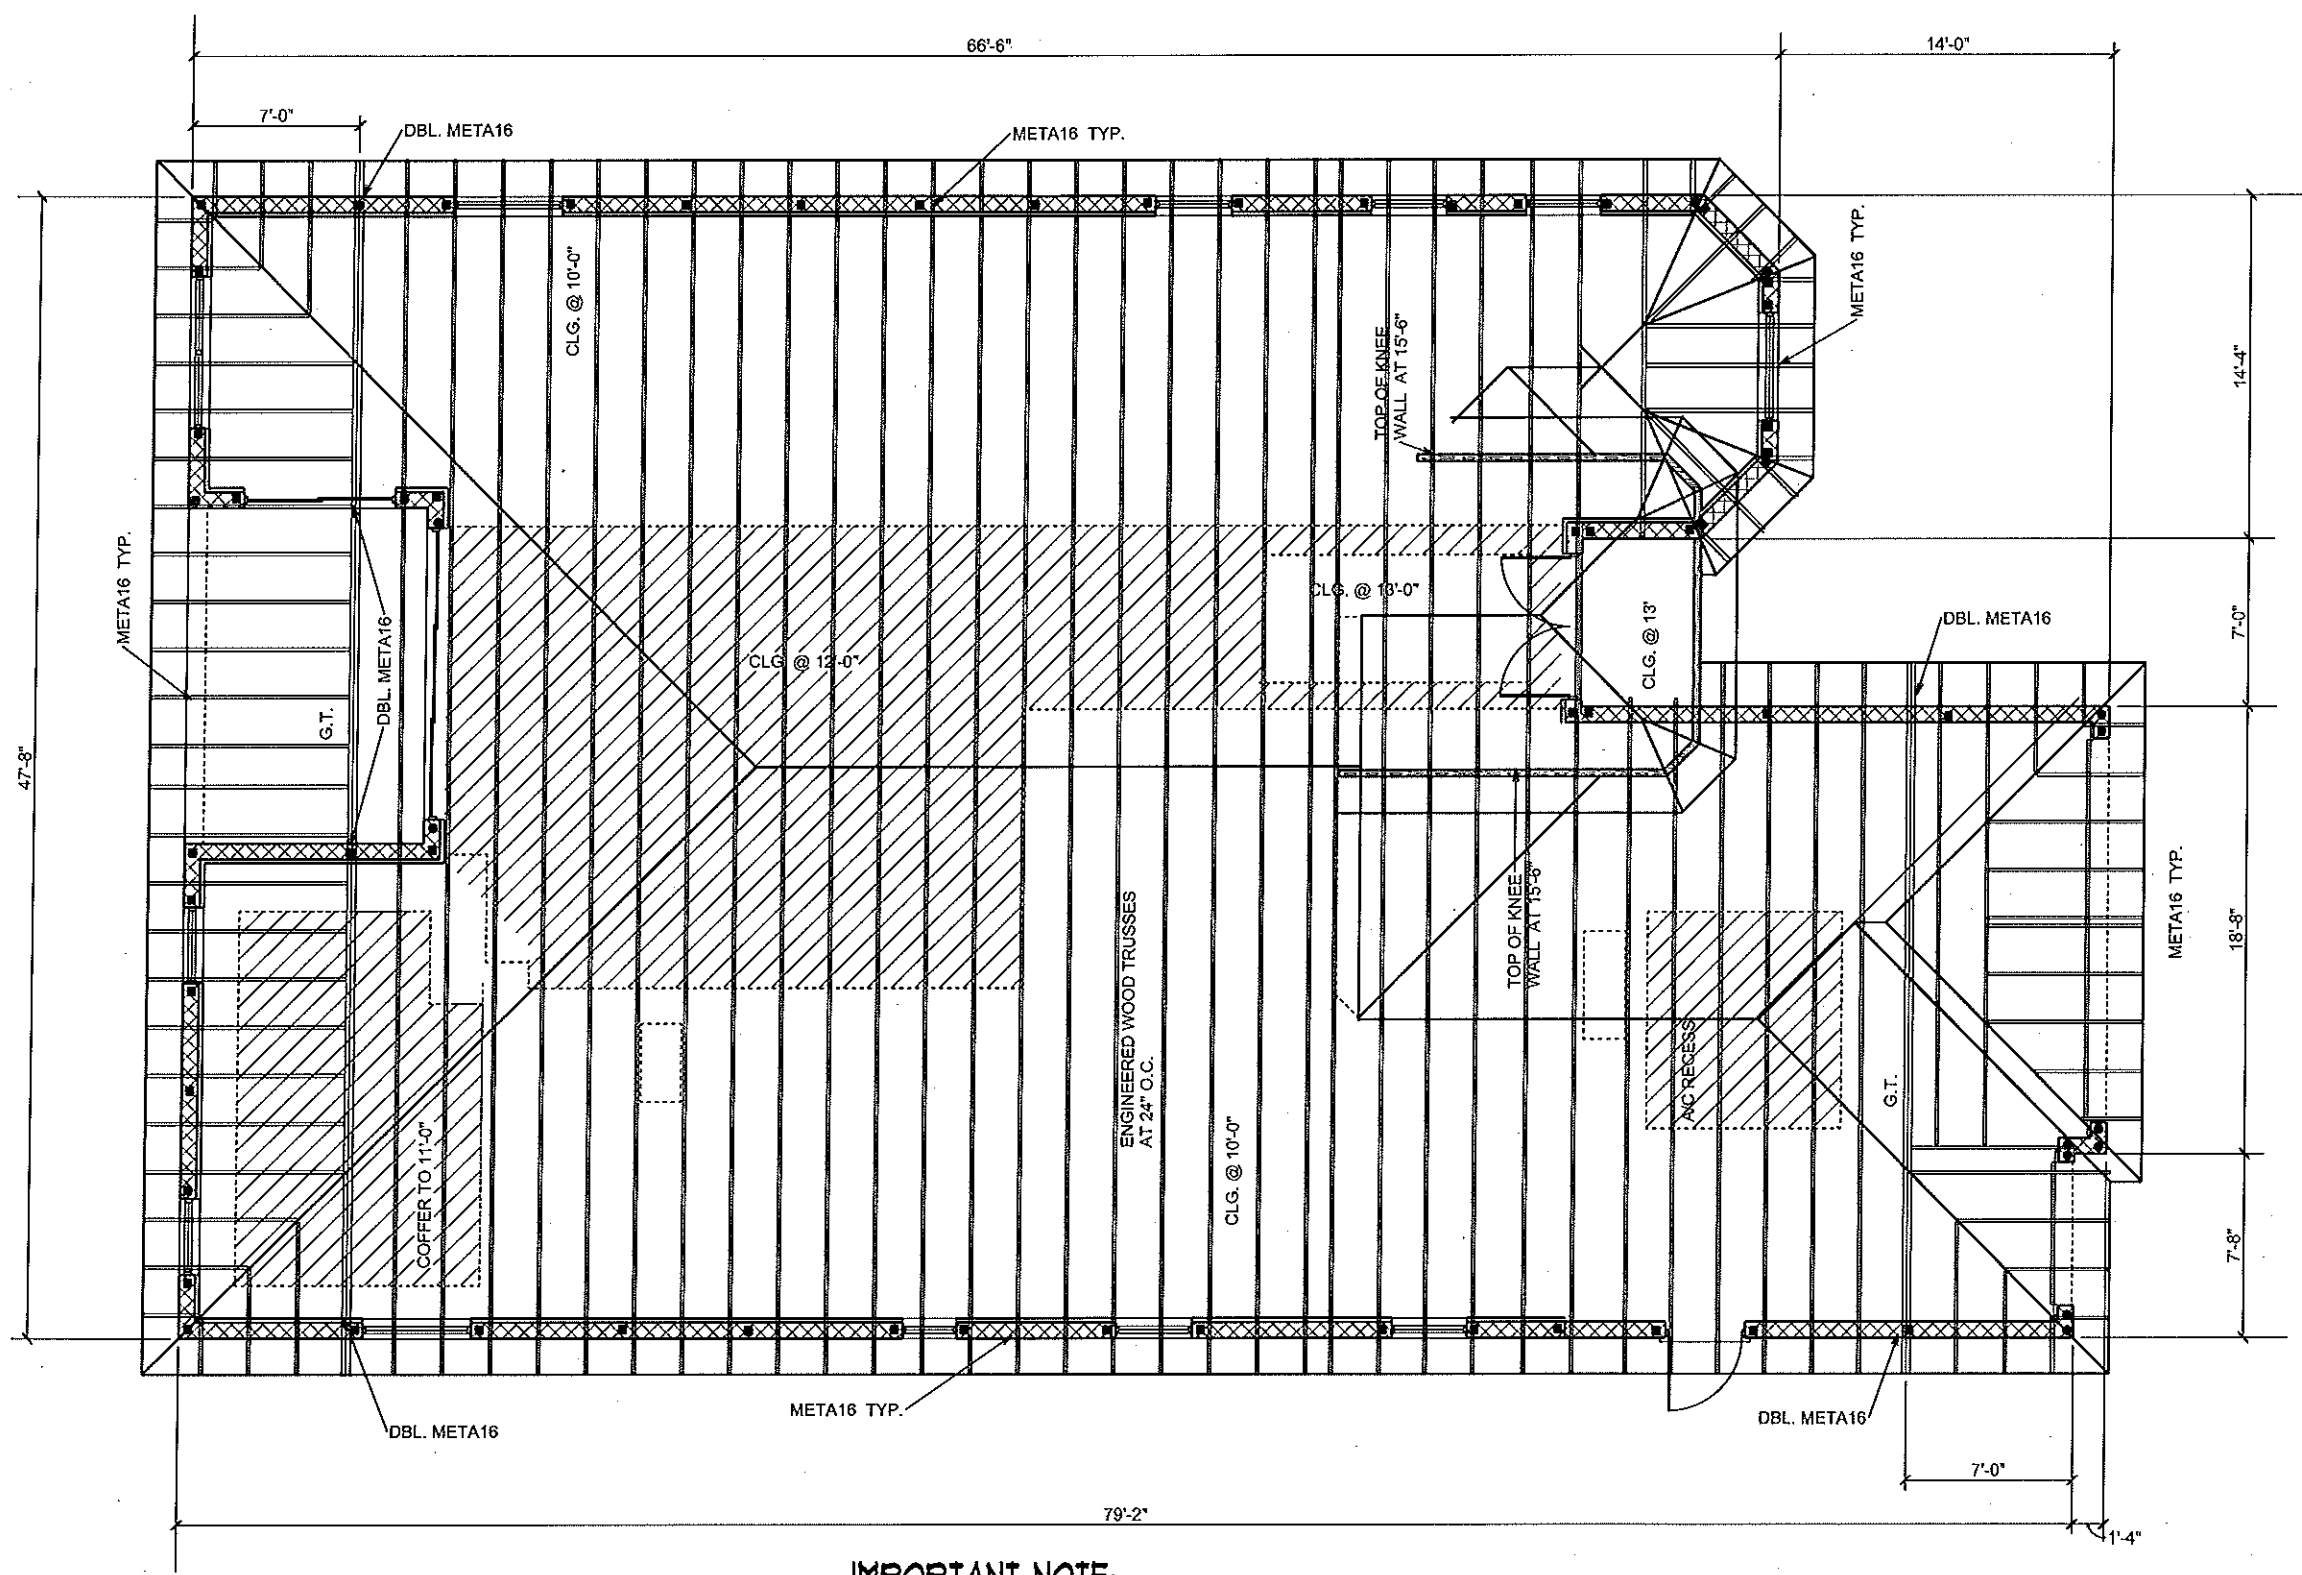 66'-6"
14'-0"
7'-0"
DBL. META16
META16 TYP.
META16 TYP.
CLG. @ 10'-0"
TOP OF KNEE
WALL AT 15'-6"
14'-4"
META16 TYP.
CLG. @ 13'-0"
CLG. @ 13'
7'-0"
DBL. META16
CLG. @ 12'-0"
DBL. META16
G.T.
47'-8"
ENGINEERED WOOD TRUSSES
AT 24" O.C.
TOP OF KNEE
WALL AT 15'-6"
META16 TYP.
18'-8"
A/C RECESS
G.T.
COFFER TO 11'-0"
CLG. @ 10'-0"
7'-8"
META16 TYP.
DBL. META16
DBL. META16
7'-0"
79'-2"
1'-4"
IMPORTANT NOTE: